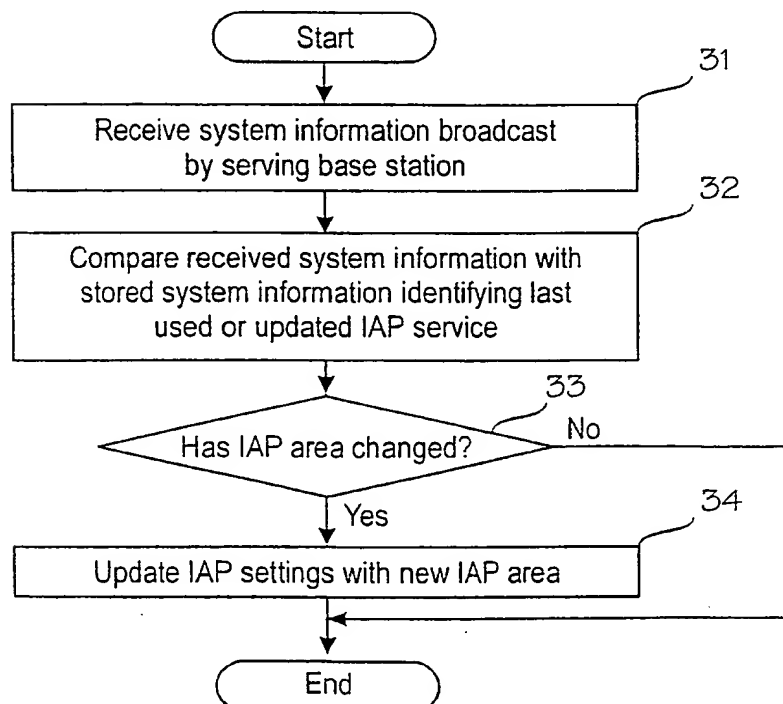 Start
31
Receive system information broadcast
by serving base station
32
Compare received system information with
stored system information identifying last
used or updated IAP service
33
Has IAP area changed?
No
Yes
34
Update IAP settings with new IAP area
End